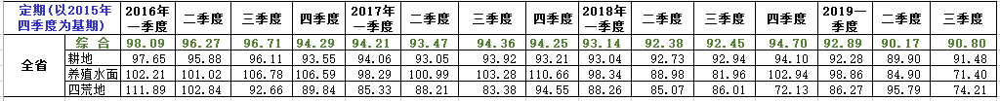 定期(以2015年四季度为基期) 2016年一季度 二季度 三季度 四季度 2017年一季度 二季度 三季度 四季度 2018年一季度 二季度 三季度 四季度 2019一季度 二季度 三季度
全省 综合 98.09 96.27 96.71 94.29 94.21 93.47 94.36 94.25 93.14 92.38 92.45 94.70 92.89 90.17 90.80
耕地 97.65 95.88 96.11 93.55 94.06 93.05 93.92 93.21 93.04 92.73 92.94 94.10 92.28 89.90 91.48
养殖水面 102.21 101.02 106.78 106.59 98.29 100.99 103.28 110.66 98.34 88.98 81.96 102.94 98.86 84.90 71.40
四荒地 111.89 102.84 92.66 89.84 85.33 88.21 83.38 94.55 88.26 85.07 86.01 72.13 86.27 95.79 74.21